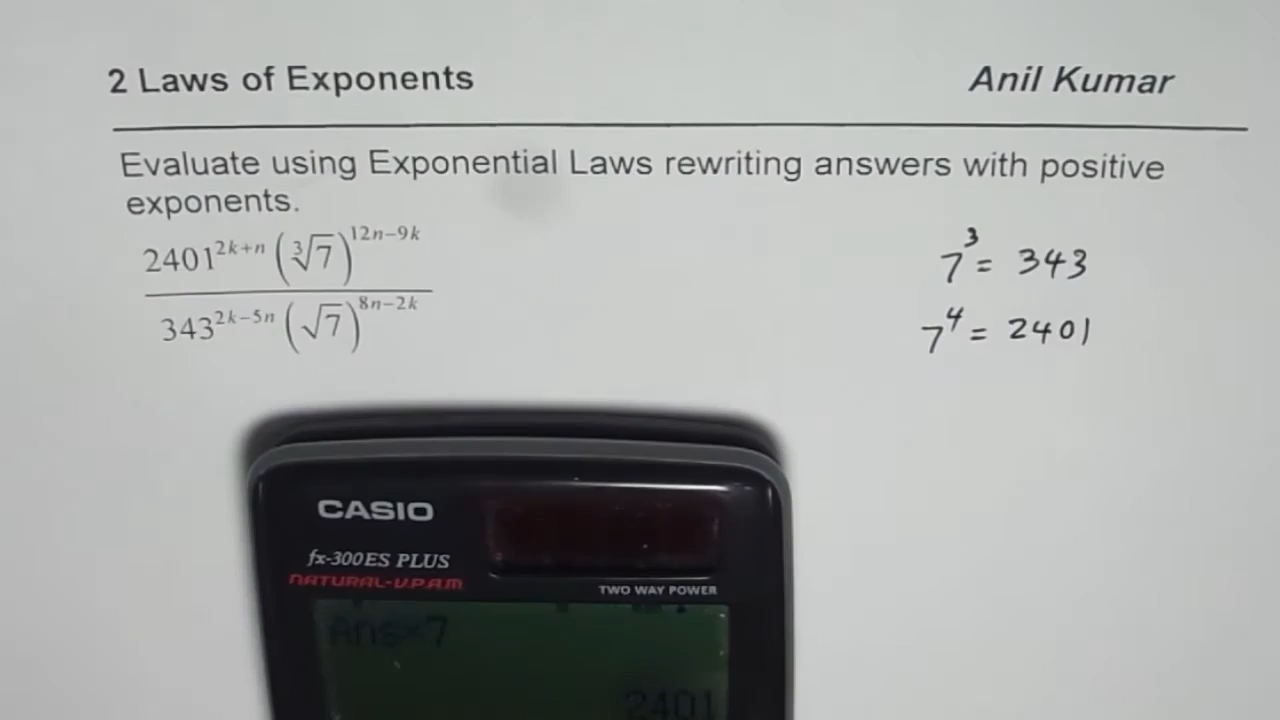 2 Laws of Exponents Anil Kumar
Evaluate using Exponential Laws rewriting answers with positive
exponents.
2401^{2k+n} (∛7)^{12n−9k}
343^{2k−5n} (√7)^{8n−2k}
7^3 = 343
7^4 = 2401
CASIO
fx-300ES PLUS
NATURAL-V.P.A.M.
TWO WAY POWER
Ans×7
2401